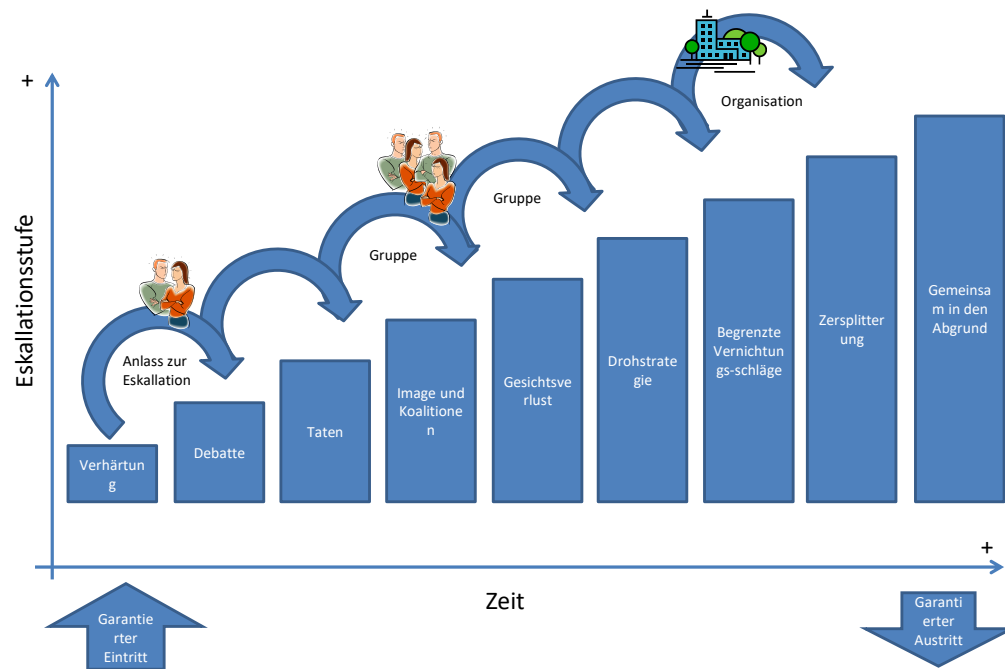 +
Organisation
Eskallationsstufe
Gruppe
Gruppe
Anlass zur
Eskallation
Verhärtun
g
Debatte
Taten
Image und
Koalitione
n
Gesichtsve
rlust
Drohstrate
gie
Begrenzte
Vernichtun
gs-schläge
Zersplitter
ung
Gemeinsa
m in den
Abgrund
+
Zeit
Garantie
rter
Eintritt
Garanti
erter
Austritt